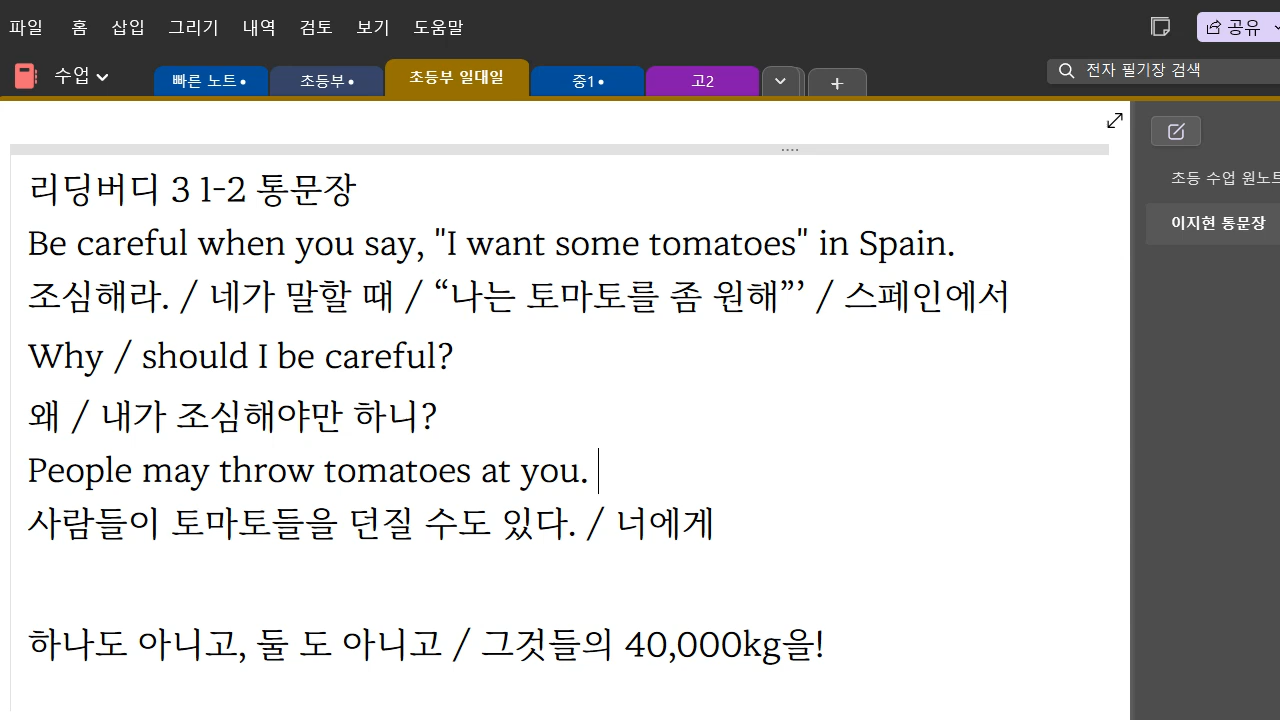 파일 홈 삽입 그리기 내역 검토 보기 도움말
공유
수업 빠른 노트• 초등부• 초등부 일대일 중1• 고2 +
전자 필기장 검색
초등 수업 원노트
이지현 통문장
리딩버디 3 1-2 통문장
Be careful when you say, "I want some tomatoes" in Spain.
조심해라. / 네가 말할 때 / “나는 토마토를 좀 원해”’ / 스페인에서
Why / should I be careful?
왜 / 내가 조심해야만 하니?
People may throw tomatoes at you.
사람들이 토마토들을 던질 수도 있다. / 너에게
하나도 아니고, 둘 도 아니고 / 그것들의 40,000kg을!